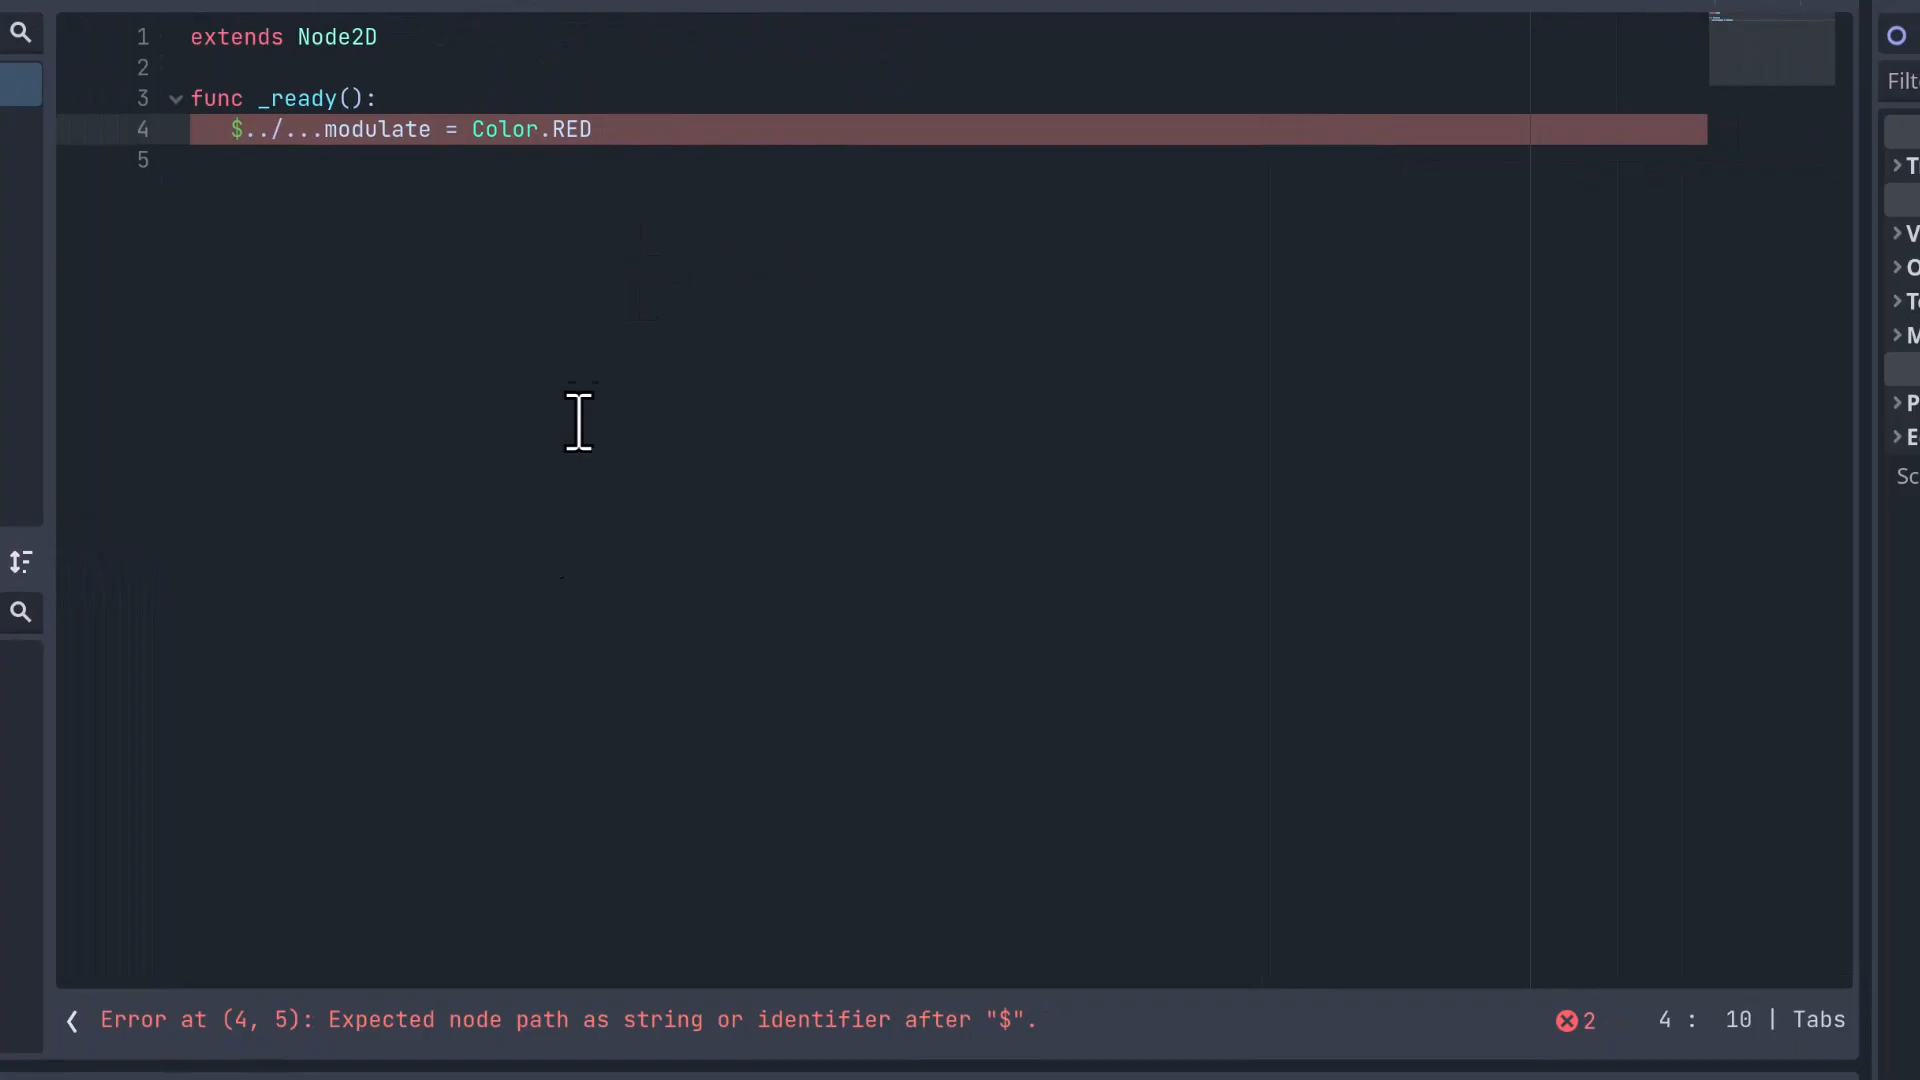 1 extends Node2D
2
3 func _ready():
4 $../...modulate = Color.RED
5
Filt
T
V
O
T
M
P
E
Sc
Error at (4, 5): Expected node path as string or identifier after "$".
2 4 : 10 | Tabs